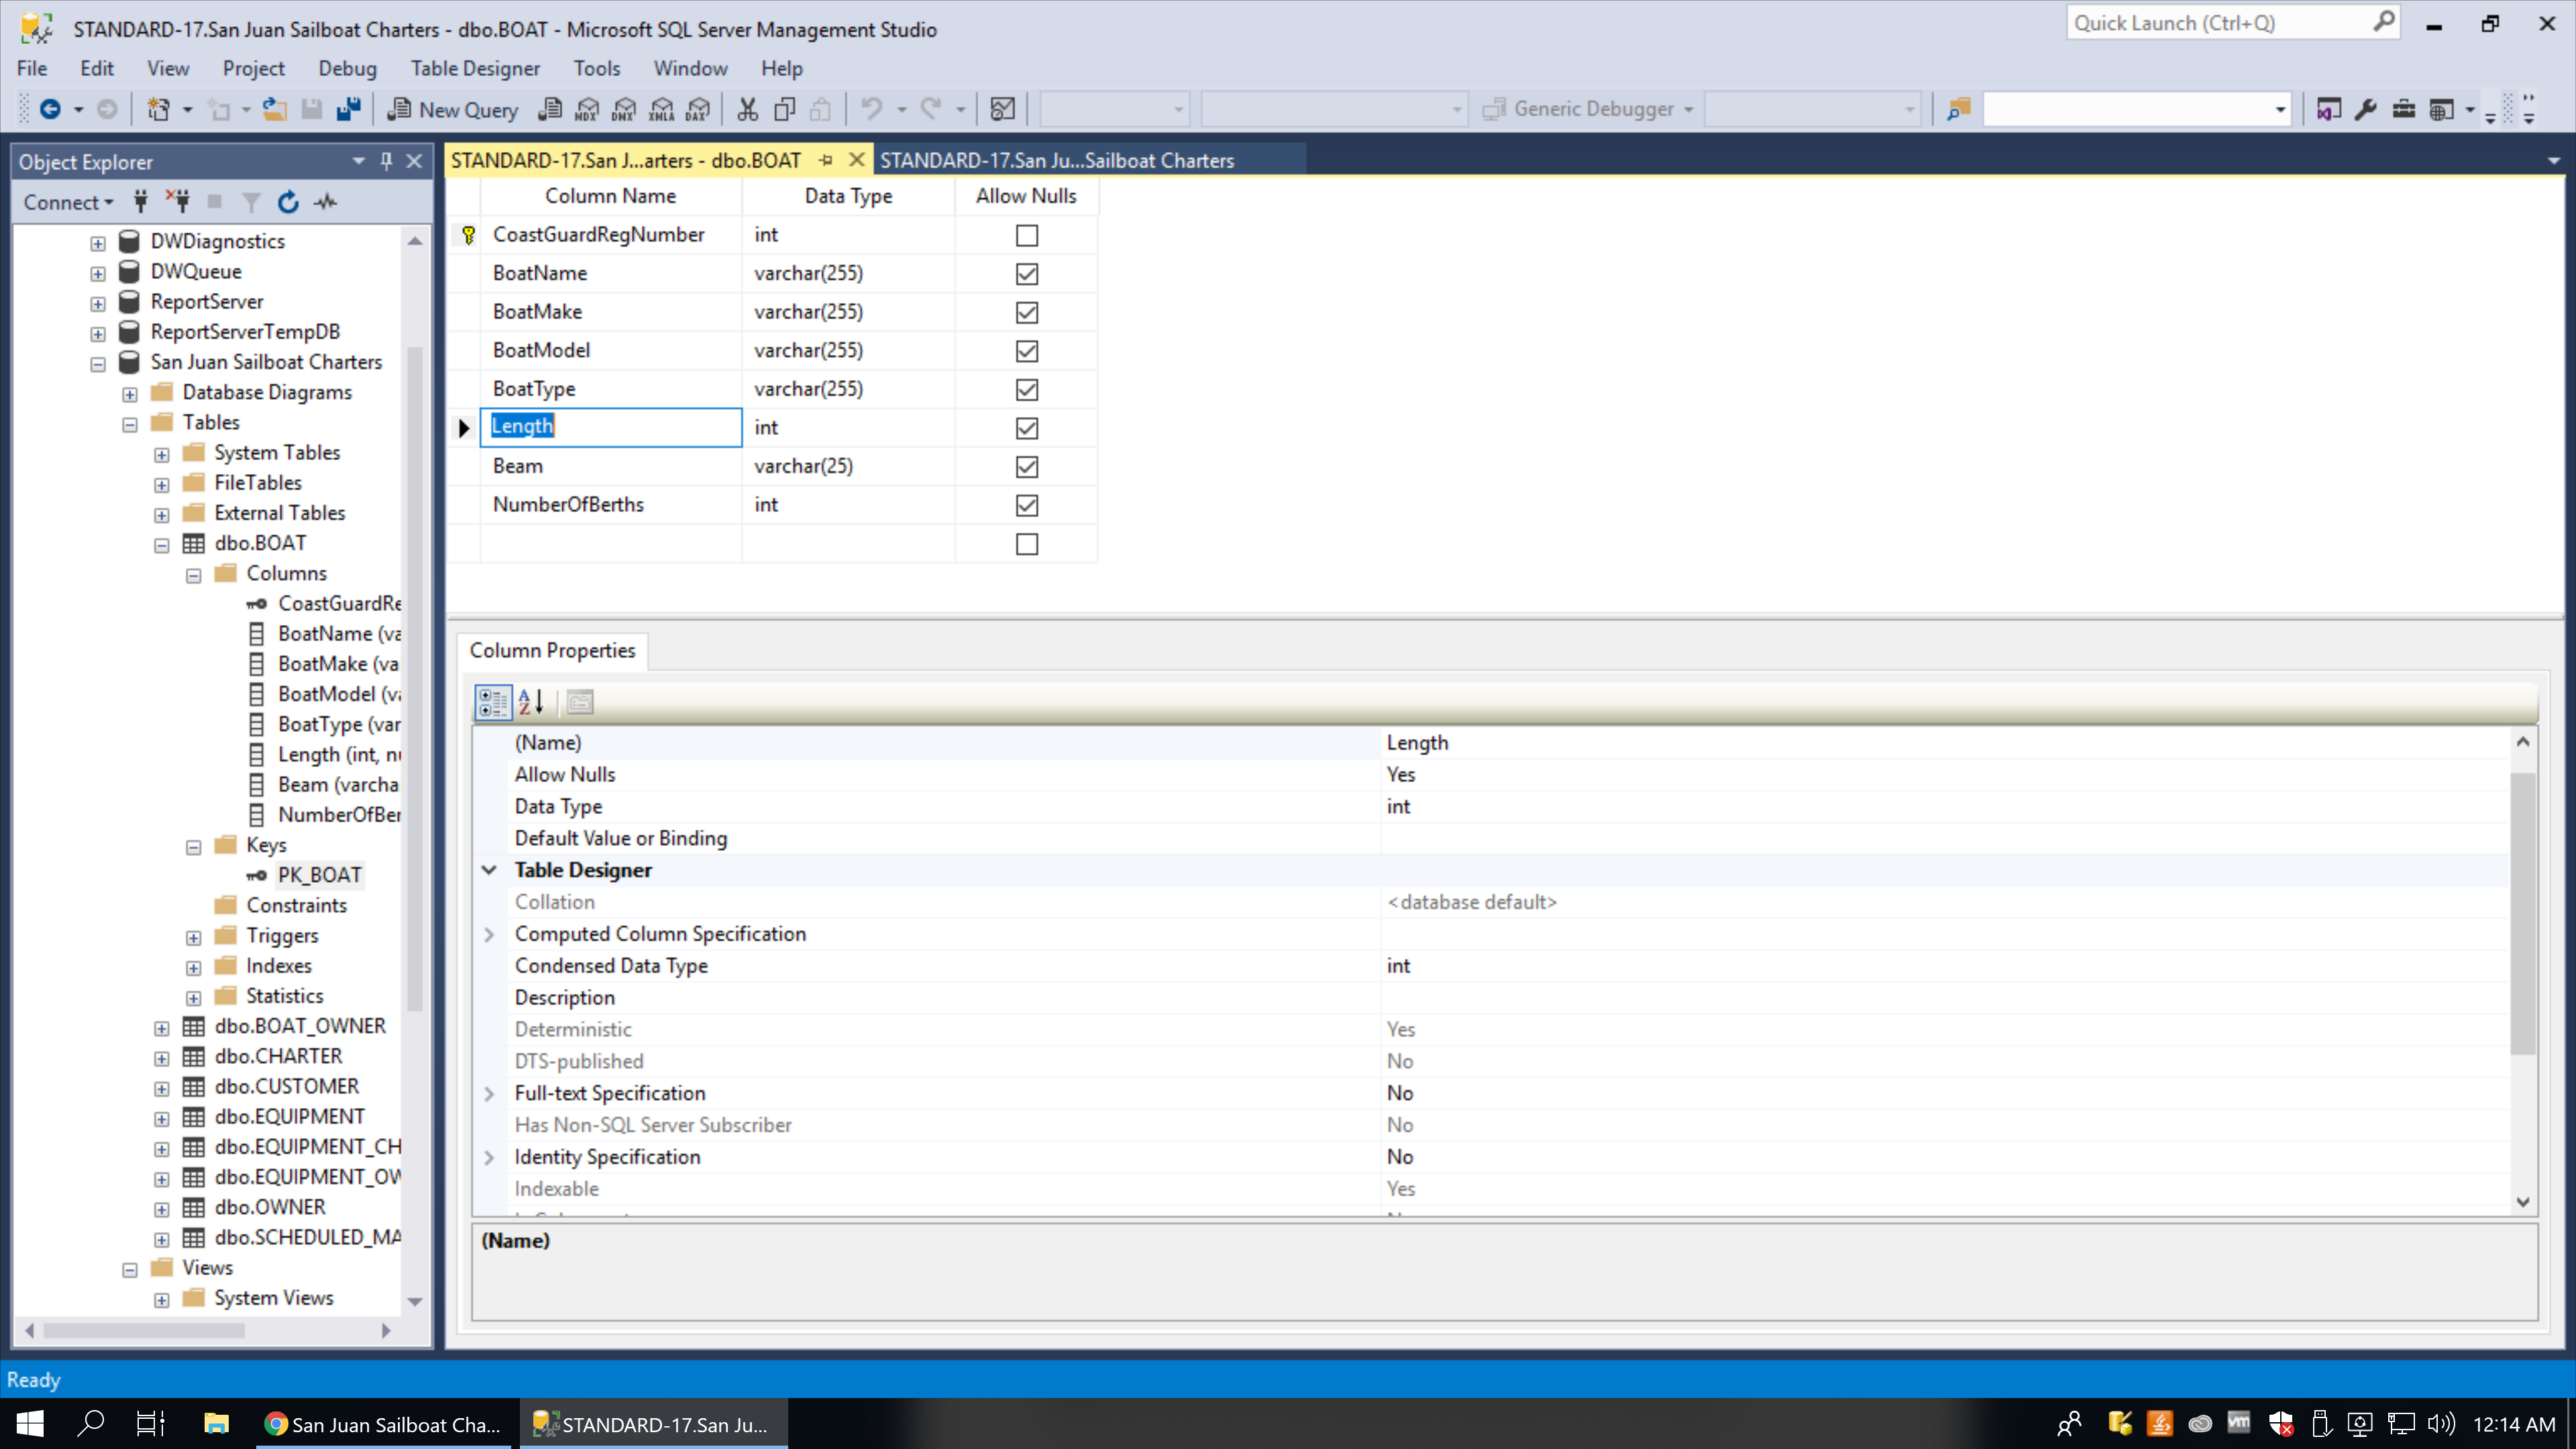 STANDARD-17.San Juan Sailboat Charters - dbo.BOAT - Microsoft SQL Server Management Studio
Quick Launch (Ctrl+Q)
File Edit View Project Debug Table Designer Tools Window Help
New Query MDX DMX XMLA DAX Generic Debugger
Object Explorer
Connect
DWDiagnostics
DWQueue
ReportServer
ReportServerTempDB
San Juan Sailboat Charters
Database Diagrams
Tables
System Tables
FileTables
External Tables
dbo.BOAT
Columns
CoastGuardRe
BoatName (va
BoatMake (va
BoatModel (va
BoatType (var
Length (int, nu
Beam (varcha
NumberOfBer
Keys
PK_BOAT
Constraints
Triggers
Indexes
Statistics
dbo.BOAT_OWNER
dbo.CHARTER
dbo.CUSTOMER
dbo.EQUIPMENT
dbo.EQUIPMENT_CH
dbo.EQUIPMENT_OW
dbo.OWNER
dbo.SCHEDULED_MA
Views
System Views
STANDARD-17.San J...arters - dbo.BOAT STANDARD-17.San Ju...Sailboat Charters
Column Name Data Type Allow Nulls
CoastGuardRegNumber int
BoatName varchar(255)
BoatMake varchar(255)
BoatModel varchar(255)
BoatType varchar(255)
Length int
Beam varchar(25)
NumberOfBerths int
Column Properties
(Name) Length
Allow Nulls Yes
Data Type int
Default Value or Binding
Table Designer
Collation <database default>
Computed Column Specification
Condensed Data Type int
Description
Deterministic Yes
DTS-published No
Full-text Specification No
Has Non-SQL Server Subscriber No
Identity Specification No
Indexable Yes
(Name)
Ready
San Juan Sailboat Cha... STANDARD-17.San Ju... vm 12:14 AM